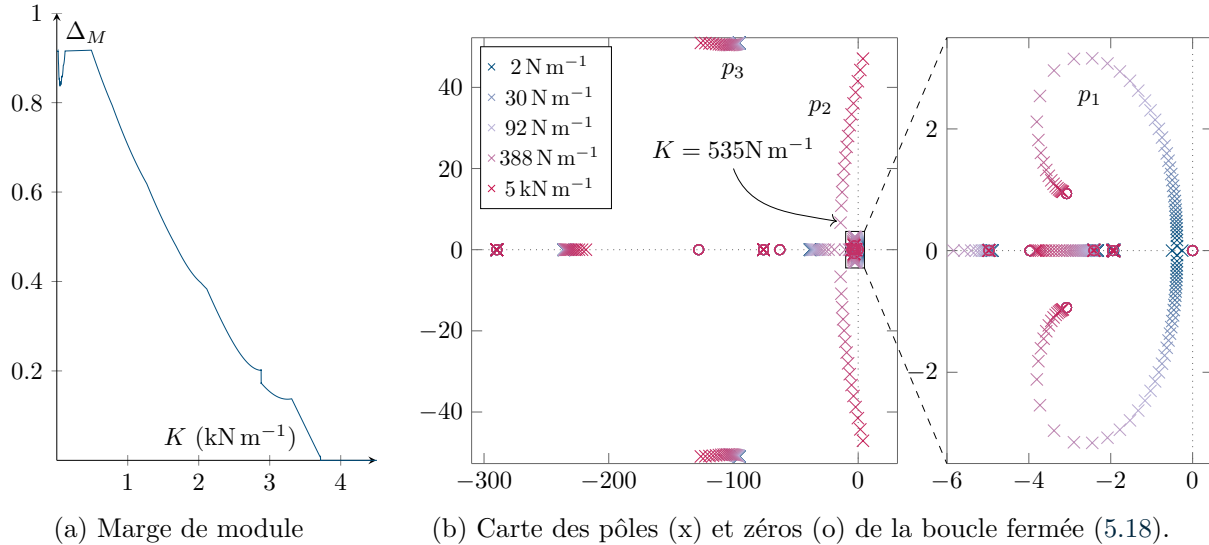 1
0.8
0.6
0.4
0.2
Δ_M
K (kN m⁻¹)
1
2
3
4
(a) Marge de module
2 N m⁻¹
30 N m⁻¹
92 N m⁻¹
388 N m⁻¹
5 kN m⁻¹
p₃
p₂
K = 535N m⁻¹
40
20
0
−20
−40
−300
−200
−100
0
p₁
2
0
−2
−6
−4
−2
0
(b) Carte des pôles (x) et zéros (o) de la boucle fermée (5.18).